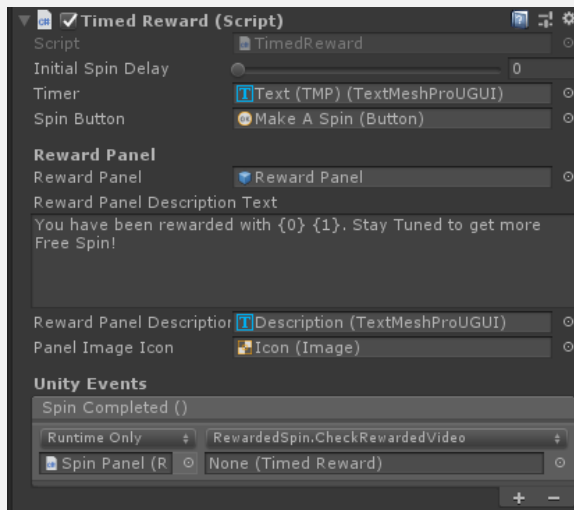 Timed Reward (Script)
Script TimedReward
Initial Spin Delay 0
Timer Text (TMP) (TextMeshProUGUI)
Spin Button Make A Spin (Button)
Reward Panel
Reward Panel Reward Panel
Reward Panel Description Text
You have been rewarded with {0} {1}. Stay Tuned to get more
Free Spin!
Reward Panel Description Description (TextMeshProUGUI)
Panel Image Icon Icon (Image)
Unity Events
Spin Completed ()
Runtime Only RewardedSpin.CheckRewardedVideo
Spin Panel (R None (Timed Reward)